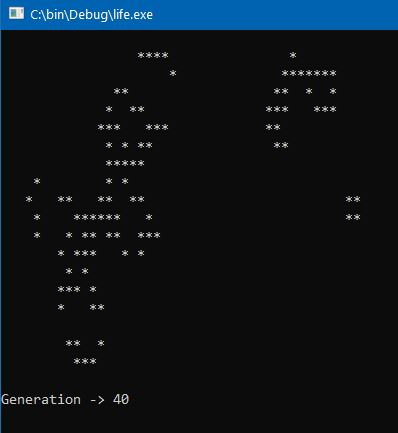 C:\bin\Debug\life.exe
                 ****               *
                     *             *******
              **                  **  *  *
             *  **               ***   ***
            ***   ***            **
             * * **               **
             *****
    *        * *
   *   **   **  **                         **
    *    ******   *                        **
    *   * ** **  ***
       * ***   * *
        * *
       *** *
       *   **
        **  *
         ***
Generation -> 40